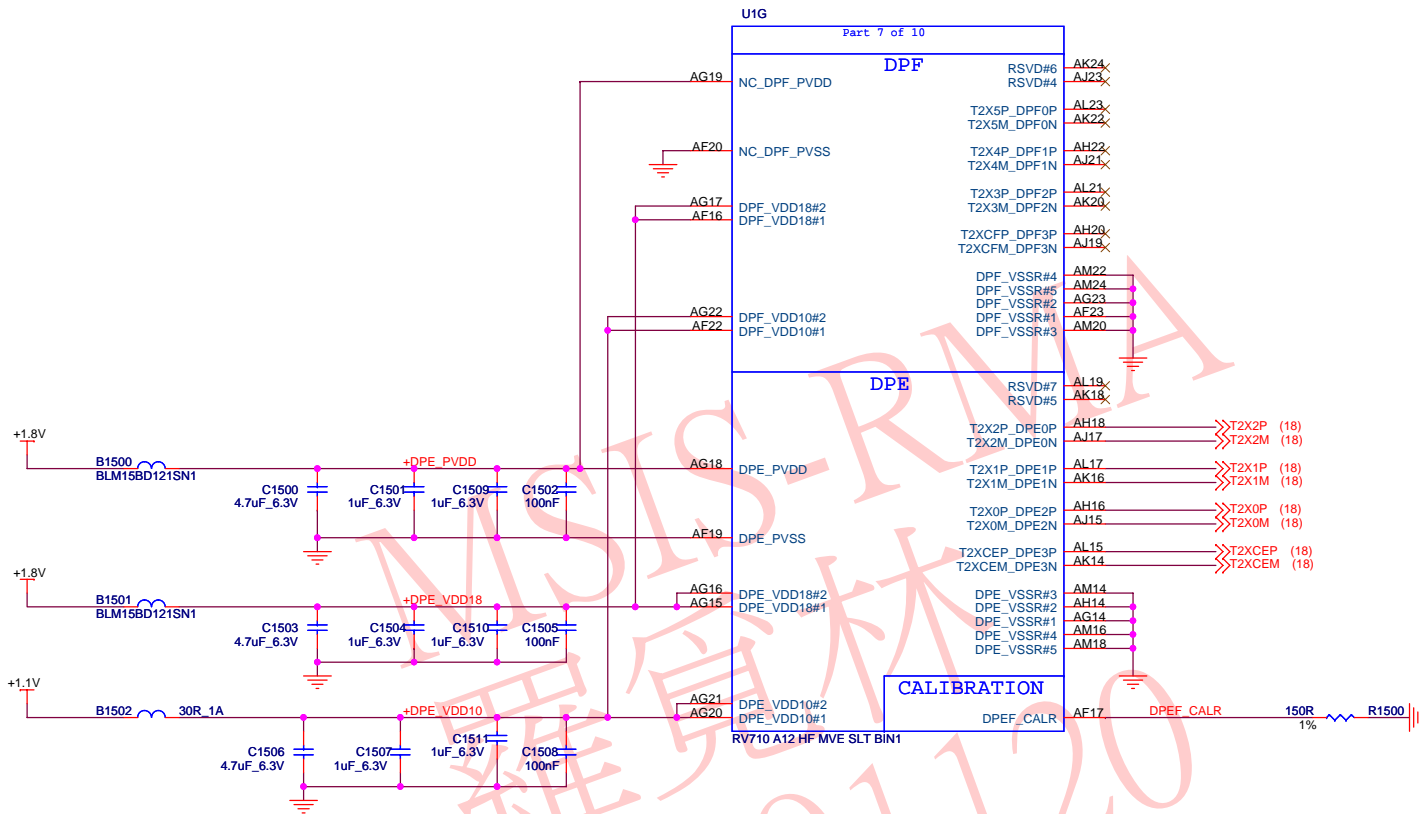 U1G
Part 7 of 10
DPF
AG19 NC_DPF_PVDD
AF20 NC_DPF_PVSS
AG17 DPF_VDD18#2
AF16 DPF_VDD18#1
AG22 DPF_VDD10#2
AF22 DPF_VDD10#1
RSVD#6 AK24
RSVD#4 AJ23
T2X5P_DPF0P AL23
T2X5M_DPF0N AK22
T2X4P_DPF1P AH22
T2X4M_DPF1N AJ21
T2X3P_DPF2P AL21
T2X3M_DPF2N AK20
T2XCFP_DPF3P AH20
T2XCFM_DPF3N AJ19
DPF_VSSR#4 AM22
DPF_VSSR#5 AM24
DPF_VSSR#2 AG23
DPF_VSSR#1 AF23
DPF_VSSR#3 AM20
DPE
RSVD#7 AL19
RSVD#5 AK18
T2X2P_DPE0P AH18 T2X2P (18)
T2X2M_DPE0N AJ17 T2X2M (18)
T2X1P_DPE1P AL17 T2X1P (18)
T2X1M_DPE1N AK16 T2X1M (18)
T2X0P_DPE2P AH16 T2X0P (18)
T2X0M_DPE2N AJ15 T2X0M (18)
T2XCEP_DPE3P AL15 T2XCEP (18)
T2XCEM_DPE3N AK14 T2XCEM (18)
DPE_VSSR#3 AM14
DPE_VSSR#2 AH14
DPE_VSSR#1 AG14
DPE_VSSR#4 AM16
DPE_VSSR#5 AM18
+1.8V
B1500
BLM15BD121SN1
+DPE_PVDD
AG18 DPE_PVDD
C1500
4.7uF_6.3V
C1501
1uF_6.3V
C1509
1uF_6.3V
C1502
100nF
AF19 DPE_PVSS
+1.8V
B1501
BLM15BD121SN1
+DPE_VDD18
AG16 DPE_VDD18#2
AG15 DPE_VDD18#1
C1503
4.7uF_6.3V
C1504
1uF_6.3V
C1510
1uF_6.3V
C1505
100nF
+1.1V
B1502 30R_1A
+DPE_VDD10
AG21 DPE_VDD10#2
AG20 DPE_VDD10#1
C1506
4.7uF_6.3V
C1507
1uF_6.3V
C1511
1uF_6.3V
C1508
100nF
CALIBRATION
DPEF_CALR AF17 DPEF_CALR 150R R1500
1%
RV710 A12 HF MVE SLT BIN1
MSIS-RMA
羅寬林